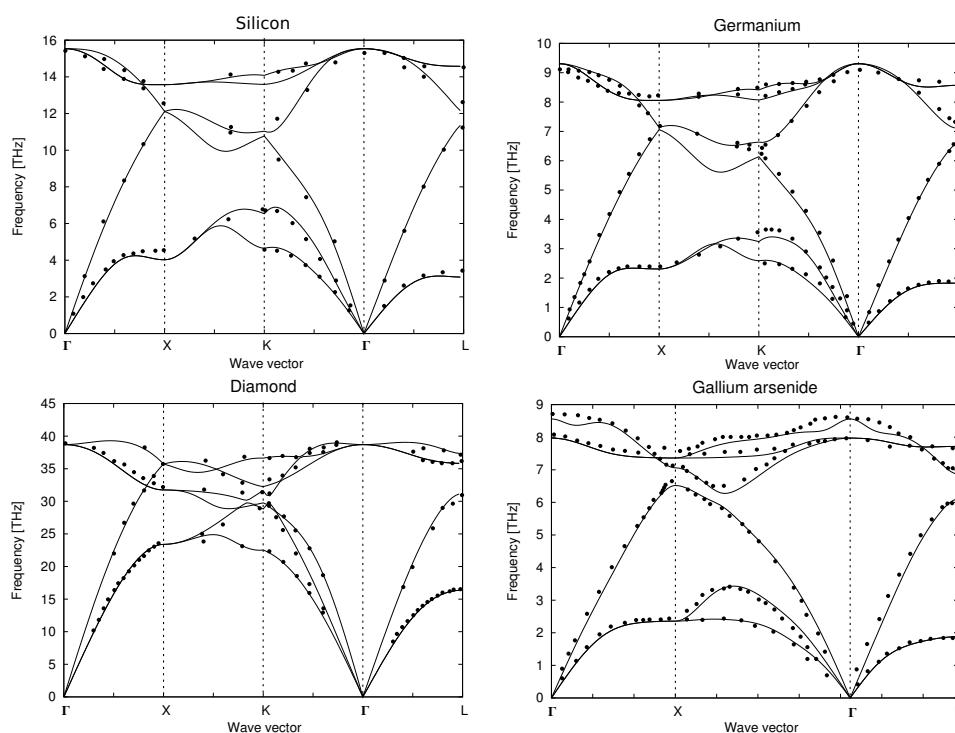 Silicon
16
14
12
10
8
6
4
2
0
Frequency [THz]
Γ X K Γ L
Wave vector
Germanium
10
9
8
7
6
5
4
3
2
1
0
Frequency [THz]
Γ X K Γ
Wave vector
Diamond
45
40
35
30
25
20
15
10
5
0
Frequency [THz]
Γ X K Γ L
Wave vector
Gallium arsenide
9
8
7
6
5
4
3
2
1
0
Frequency [THz]
Γ X Γ
Wave vector